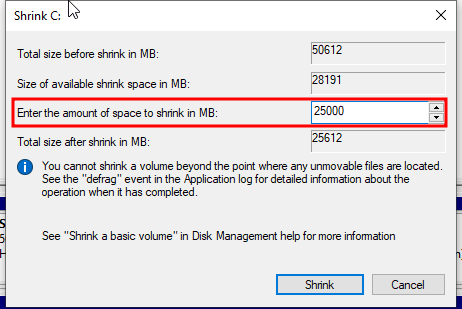 Shrink C:
Total size before shrink in MB: 50612
Size of available shrink space in MB: 28191
Enter the amount of space to shrink in MB: 25000
Total size after shrink in MB: 25612
You cannot shrink a volume beyond the point where any unmovable files are located.
See the "defrag" event in the Application log for detailed information about the
operation when it has completed.
See "Shrink a basic volume" in Disk Management help for more information
Shrink Cancel